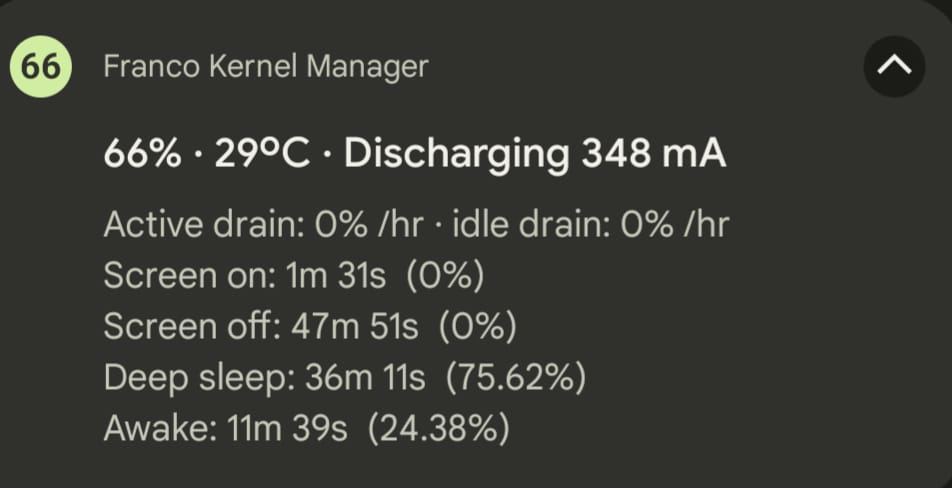 66 Franco Kernel Manager
66% · 29ºC · Discharging 348 mA
Active drain: 0% /hr · idle drain: 0% /hr
Screen on: 1m 31s (0%)
Screen off: 47m 51s (0%)
Deep sleep: 36m 11s (75.62%)
Awake: 11m 39s (24.38%)